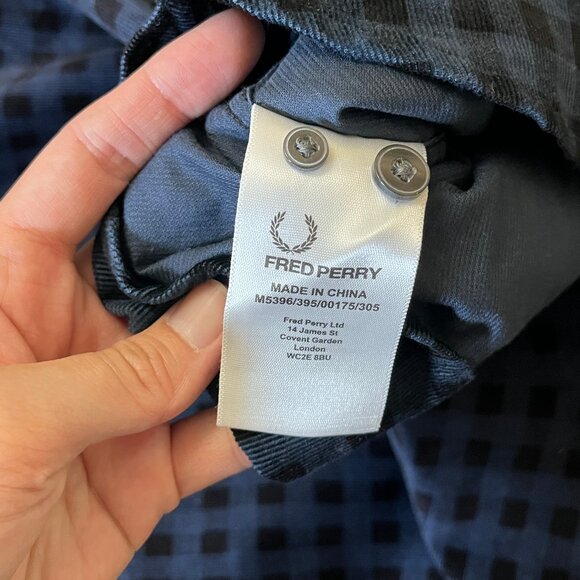 FRED PERRY
MADE IN CHINA
M5396/395/00175/305
Fred Perry Ltd
14 James St
Covent Garden
London
WC2E 8BU